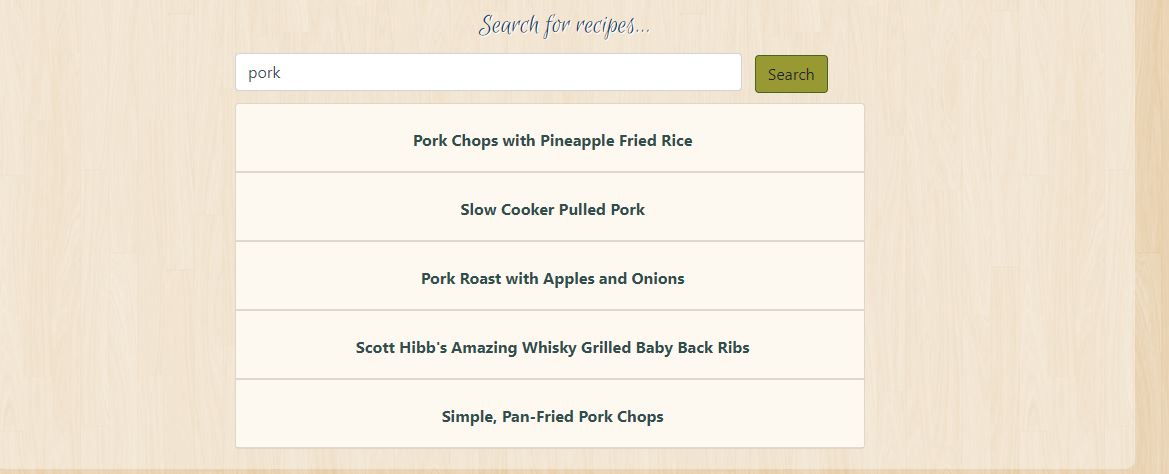 Search for recipes...
pork
Search
Pork Chops with Pineapple Fried Rice
Slow Cooker Pulled Pork
Pork Roast with Apples and Onions
Scott Hibb's Amazing Whisky Grilled Baby Back Ribs
Simple, Pan-Fried Pork Chops